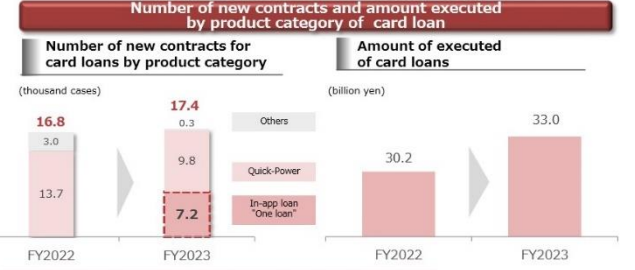 Number of new contracts and amount executed
by product category of card loan
Number of new contracts for
card loans by product category
(thousand cases)
16.8
3.0
13.7
FY2022
17.4
0.3
9.8
7.2
FY2023
Others
Quick-Power
In-app loan
"One loan"
Amount of executed
of card loans
(billion yen)
30.2
FY2022
33.0
FY2023